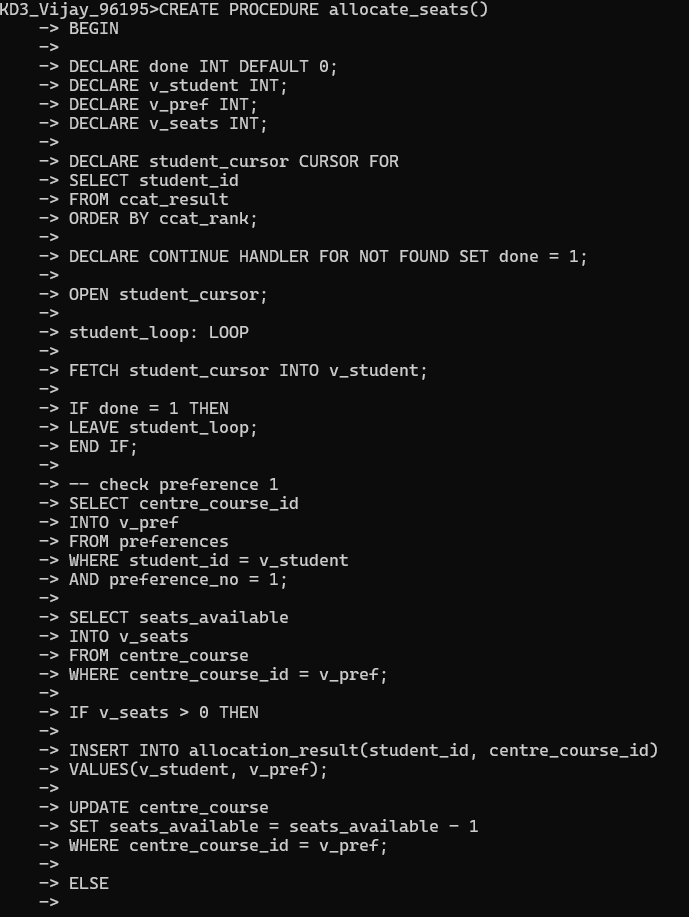 KD3_Vijay_96195>CREATE PROCEDURE allocate_seats()
    -> BEGIN
    ->
    -> DECLARE done INT DEFAULT 0;
    -> DECLARE v_student INT;
    -> DECLARE v_pref INT;
    -> DECLARE v_seats INT;
    ->
    -> DECLARE student_cursor CURSOR FOR
    -> SELECT student_id
    -> FROM ccat_result
    -> ORDER BY ccat_rank;
    ->
    -> DECLARE CONTINUE HANDLER FOR NOT FOUND SET done = 1;
    ->
    -> OPEN student_cursor;
    ->
    -> student_loop: LOOP
    ->
    -> FETCH student_cursor INTO v_student;
    ->
    -> IF done = 1 THEN
    -> LEAVE student_loop;
    -> END IF;
    ->
    -> -- check preference 1
    -> SELECT centre_course_id
    -> INTO v_pref
    -> FROM preferences
    -> WHERE student_id = v_student
    -> AND preference_no = 1;
    ->
    -> SELECT seats_available
    -> INTO v_seats
    -> FROM centre_course
    -> WHERE centre_course_id = v_pref;
    ->
    -> IF v_seats > 0 THEN
    ->
    -> INSERT INTO allocation_result(student_id, centre_course_id)
    -> VALUES(v_student, v_pref);
    ->
    -> UPDATE centre_course
    -> SET seats_available = seats_available - 1
    -> WHERE centre_course_id = v_pref;
    ->
    -> ELSE
    ->